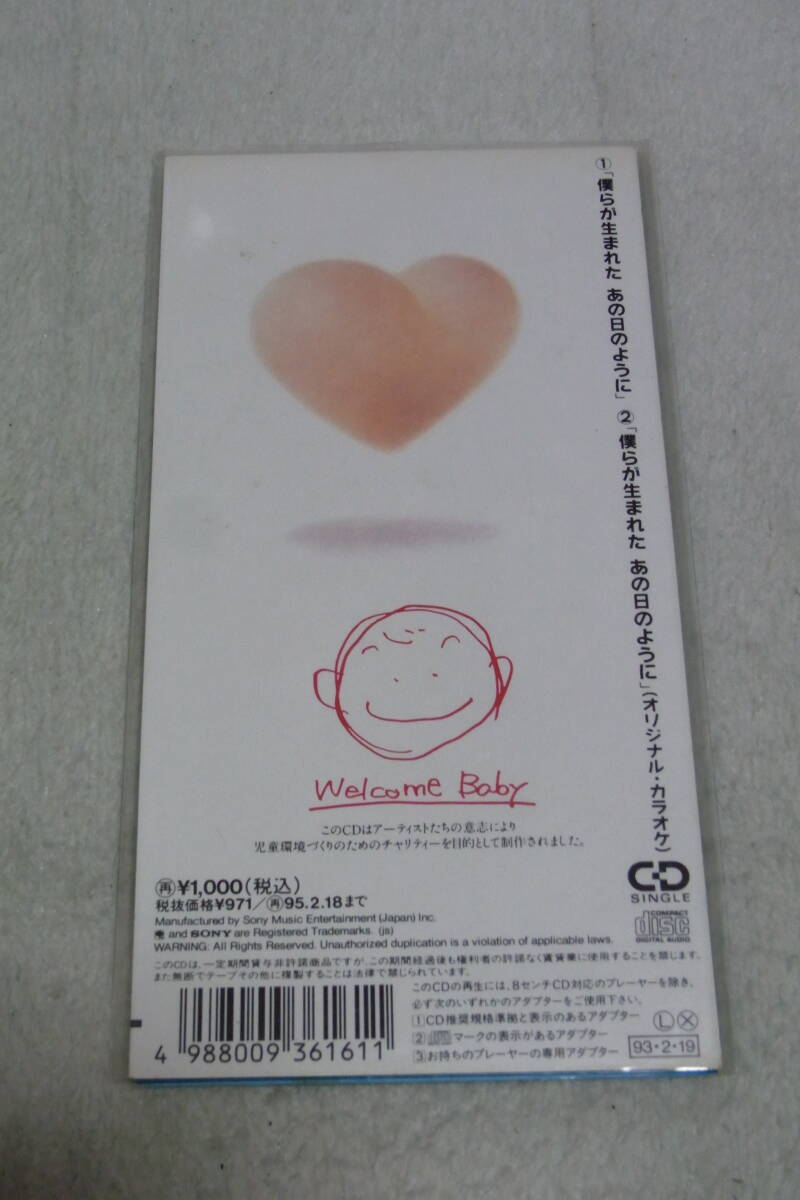 ①「僕らが生まれた あの日のように」 ②「僕らが生まれた あの日のように」(オリジナル・カラオケ)
Welcome Baby
このCDはアーティストたちの意志により
児童環境づくりのためのチャリティーを目的として制作されました。
CD
SINGLE
COMPACT
disc
DIGITAL AUDIO
㊢¥1,000(税込)
税抜価格¥971/㊢95.2.18まで
Manufactured by Sony Music Entertainment (Japan) Inc.
and SONY are Registered Trademarks. (js)
WARNING: All Rights Reserved. Unauthorized duplication is a violation of applicable laws.
このCDは、一定期間貸与非許諾商品ですが、この期間経過後も権利者の許諾なく賃貸業に使用することを禁じます。
また無断でテープその他に複製することは法律で禁じられています。
このCDの再生には、8センチCD対応のプレーヤーを除き、
必ず次のいずれかのアダプターをご使用下さい。
1 CD推奨規格準拠と表示のあるアダプター
2 マークの表示があるアダプター
3 お持ちのプレーヤーの専用アダプター
Ⓛ Ⓧ
93・2・19
4 988009 361611